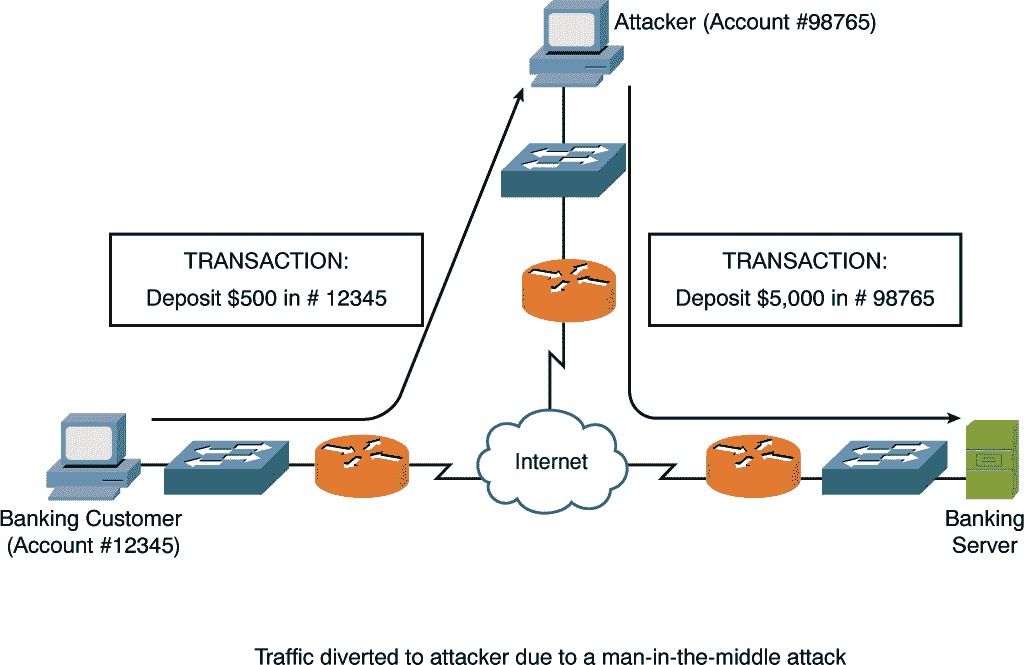 Attacker (Account #98765)
TRANSACTION:
Deposit $500 in # 12345
TRANSACTION:
Deposit $5,000 in # 98765
Internet
Banking Customer
(Account #12345)
Banking
Server
Traffic diverted to attacker due to a man-in-the-middle attack